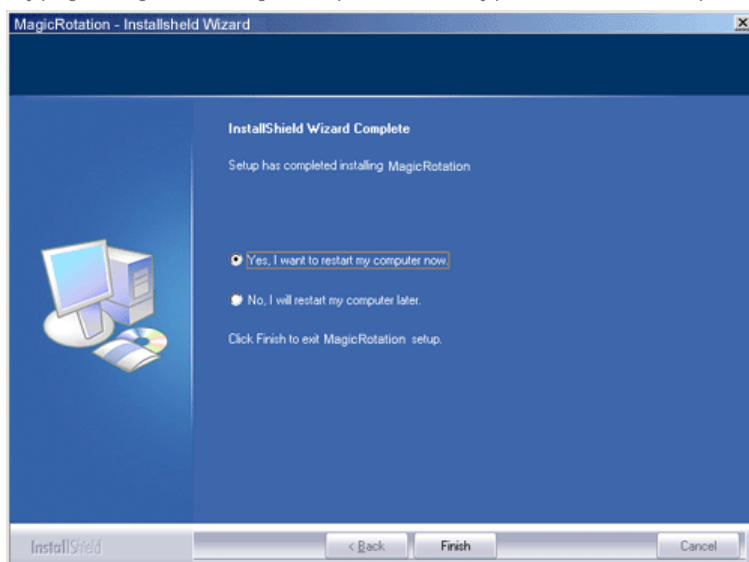 MagicRotation - Installsheld Wizard
InstallShield Wizard Complete
Setup has completed installing MagicRotation
Yes, I want to restart my computer now.
No, I will restart my computer later.
Click Finish to exit MagicRotation setup.
InstallShield
< Back
Finish
Cancel